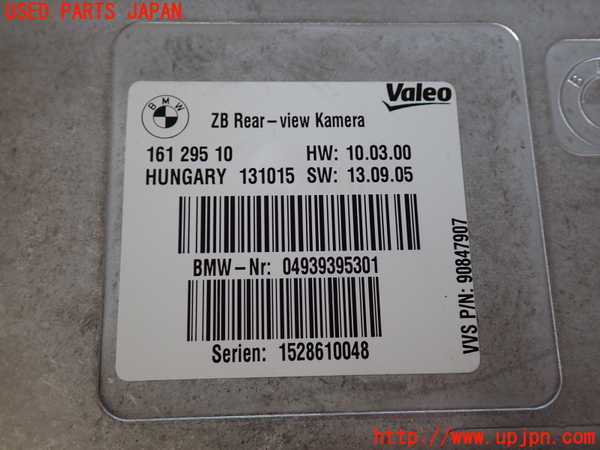 USED PARTS JAPAN
BMW
Valeo
ZB Rear-view Kamera
161 295 10 HW: 10.03.00
HUNGARY 131015 SW: 13.09.05
BMW-Nr: 04939395301
Serien: 1528610048
VVS P/N: 90847907
http://www.upjpn.com